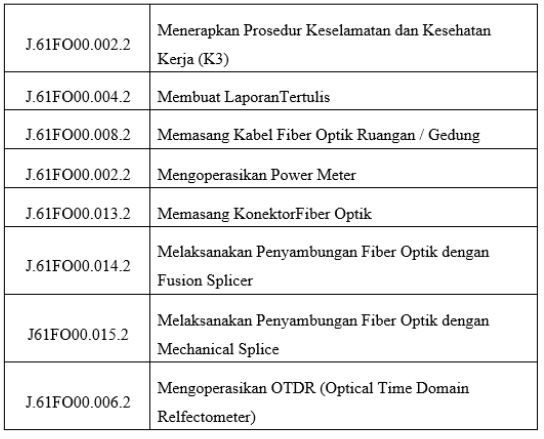 J.61FO00.002.2 Menerapkan Prosedur Keselamatan dan Kesehatan
Kerja (K3)
J.61FO00.004.2 Membuat LaporanTertulis
J.61FO00.008.2 Memasang Kabel Fiber Optik Ruangan / Gedung
J.61FO00.002.2 Mengoperasikan Power Meter
J.61FO00.013.2 Memasang KonektorFiber Optik
J.61FO00.014.2 Melaksanakan Penyambungan Fiber Optik dengan
Fusion Splicer
J61FO00.015.2 Melaksanakan Penyambungan Fiber Optik dengan
Mechanical Splice
J.61FO00.006.2 Mengoperasikan OTDR (Optical Time Domain
Relfectometer)